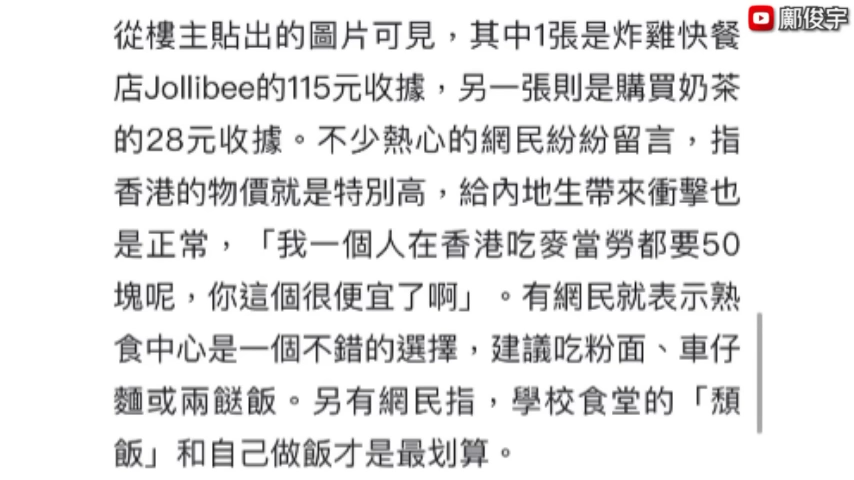 鄺俊宇
從樓主貼出的圖片可見，其中1張是炸雞快餐
店Jollibee的115元收據，另一張則是購買奶茶
的28元收據。不少熱心的網民紛紛留言，指
香港的物價就是特別高，給內地生帶來衝擊也
是正常，「我一個人在香港吃麥當勞都要50
塊呢，你這個很便宜了啊」。有網民就表示熟
食中心是一個不錯的選擇，建議吃粉面、車仔
麵或兩餸飯。另有網民指，學校食堂的「頹
飯」和自己做飯才是最划算。